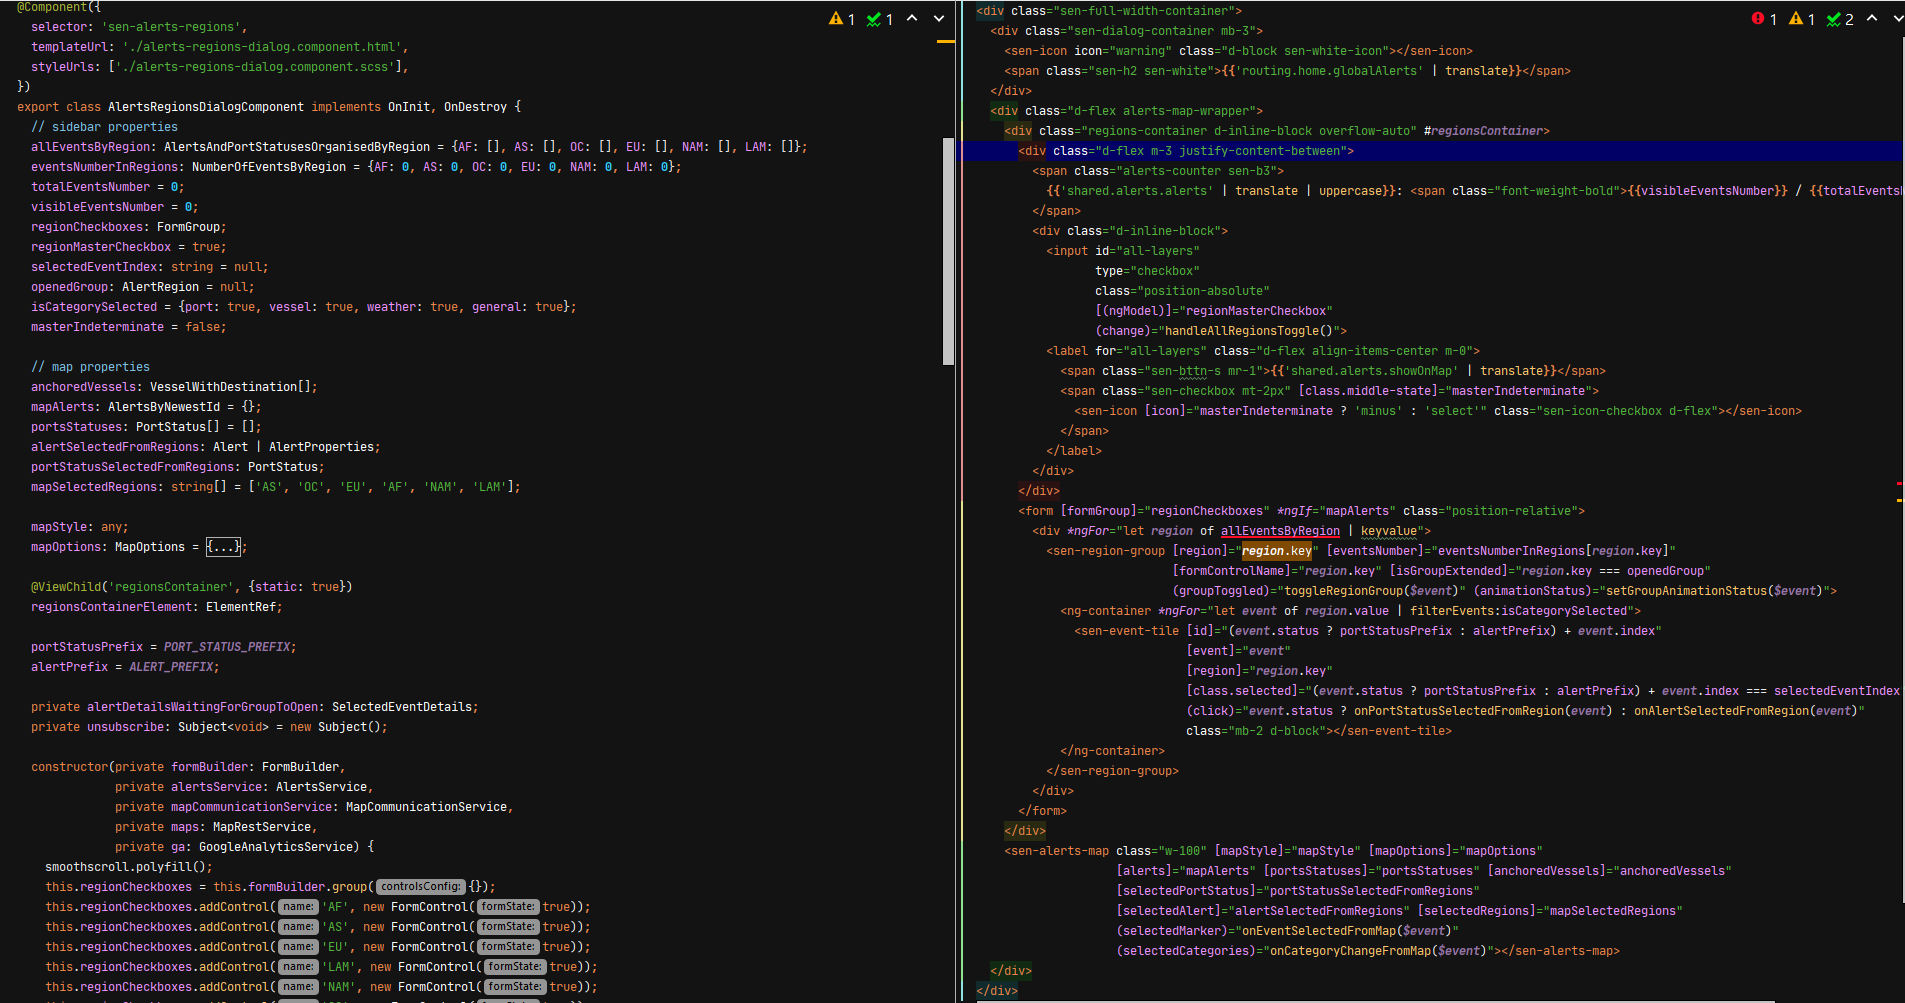 @Component({
  selector: 'sen-alerts-regions',
  templateUrl: './alerts-regions-dialog.component.html',
  styleUrls: ['./alerts-regions-dialog.component.scss'],
})
export class AlertsRegionsDialogComponent implements OnInit, OnDestroy {
  // sidebar properties
  allEventsByRegion: AlertsAndPortStatusesOrganisedByRegion = {AF: [], AS: [], OC: [], EU: [], NAM: [], LAM: []};
  eventsNumberInRegions: NumberOfEventsByRegion = {AF: 0, AS: 0, OC: 0, EU: 0, NAM: 0, LAM: 0};
  totalEventsNumber = 0;
  visibleEventsNumber = 0;
  regionCheckboxes: FormGroup;
  regionMasterCheckbox = true;
  selectedEventIndex: string = null;
  openedGroup: AlertRegion = null;
  isCategorySelected = {port: true, vessel: true, weather: true, general: true};
  masterIndeterminate = false;
  // map properties
  anchoredVessels: VesselWithDestination[];
  mapAlerts: AlertsByNewestId = {};
  portsStatuses: PortStatus[] = [];
  alertSelectedFromRegions: Alert | AlertProperties;
  portStatusSelectedFromRegions: PortStatus;
  mapSelectedRegions: string[] = ['AS', 'OC', 'EU', 'AF', 'NAM', 'LAM'];
  mapStyle: any;
  mapOptions: MapOptions = {...};
  @ViewChild('regionsContainer', {static: true})
  regionsContainerElement: ElementRef;
  portStatusPrefix = PORT_STATUS_PREFIX;
  alertPrefix = ALERT_PREFIX;
  private alertDetailsWaitingForGroupToOpen: SelectedEventDetails;
  private unsubscribe: Subject<void> = new Subject();
  constructor(private formBuilder: FormBuilder,
              private alertsService: AlertsService,
              private mapCommunicationService: MapCommunicationService,
              private maps: MapRestService,
              private ga: GoogleAnalyticsService) {
    smoothscroll.polyfill();
    this.regionCheckboxes = this.formBuilder.group( controlsConfig: {});
    this.regionCheckboxes.addControl( name: 'AF', new FormControl( formState: true));
    this.regionCheckboxes.addControl( name: 'AS', new FormControl( formState: true));
    this.regionCheckboxes.addControl( name: 'EU', new FormControl( formState: true));
    this.regionCheckboxes.addControl( name: 'LAM', new FormControl( formState: true));
    this.regionCheckboxes.addControl( name: 'NAM', new FormControl( formState: true));
1 1
<div class="sen-full-width-container">
  <div class="sen-dialog-container mb-3">
    <sen-icon icon="warning" class="d-block sen-white-icon"></sen-icon>
    <span class="sen-h2 sen-white">{{'routing.home.globalAlerts' | translate}}</span>
  </div>
  <div class="d-flex alerts-map-wrapper">
    <div class="regions-container d-inline-block overflow-auto" #regionsContainer>
      <div class="d-flex m-3 justify-content-between">
        <span class="alerts-counter sen-b3">
          {{'shared.alerts.alerts' | translate | uppercase}}: <span class="font-weight-bold">{{visibleEventsNumber}} / {{totalEvents
        </span>
        <div class="d-inline-block">
          <input id="all-layers"
                 type="checkbox"
                 class="position-absolute"
                 [(ngModel)]="regionMasterCheckbox"
                 (change)="handleAllRegionsToggle()">
          <label for="all-layers" class="d-flex align-items-center m-0">
            <span class="sen-bttn-s mr-1">{{'shared.alerts.showOnMap' | translate}}</span>
            <span class="sen-checkbox mt-2px" [class.middle-state]="masterIndeterminate">
              <sen-icon [icon]="masterIndeterminate ? 'minus' : 'select'" class="sen-icon-checkbox d-flex"></sen-icon>
            </span>
          </label>
        </div>
      </div>
      <form [formGroup]="regionCheckboxes" *ngIf="mapAlerts" class="position-relative">
        <div *ngFor="let region of allEventsByRegion | keyvalue">
          <sen-region-group [region]="region.key" [eventsNumber]="eventsNumberInRegions[region.key]"
                            [formControlName]="region.key" [isGroupExtended]="region.key === openedGroup"
                            (groupToggled)="toggleRegionGroup($event)" (animationStatus)="setGroupAnimationStatus($event)">
            <ng-container *ngFor="let event of region.value | filterEvents:isCategorySelected">
              <sen-event-tile [id]="(event.status ? portStatusPrefix : alertPrefix) + event.index"
                              [event]="event"
                              [region]="region.key"
                              [class.selected]="(event.status ? portStatusPrefix : alertPrefix) + event.index === selectedEventIndex
                              (click)="event.status ? onPortStatusSelectedFromRegion(event) : onAlertSelectedFromRegion(event)"
                              class="mb-2 d-block"></sen-event-tile>
            </ng-container>
          </sen-region-group>
        </div>
      </form>
    </div>
    <sen-alerts-map class="w-100" [mapStyle]="mapStyle" [mapOptions]="mapOptions"
                    [alerts]="mapAlerts" [portsStatuses]="portsStatuses" [anchoredVessels]="anchoredVessels"
                    [selectedPortStatus]="portStatusSelectedFromRegions"
                    [selectedAlert]="alertSelectedFromRegions" [selectedRegions]="mapSelectedRegions"
                    (selectedMarker)="onEventSelectedFromMap($event)"
                    (selectedCategories)="onCategoryChangeFromMap($event)"></sen-alerts-map>
  </div>
</div>
1 1 2